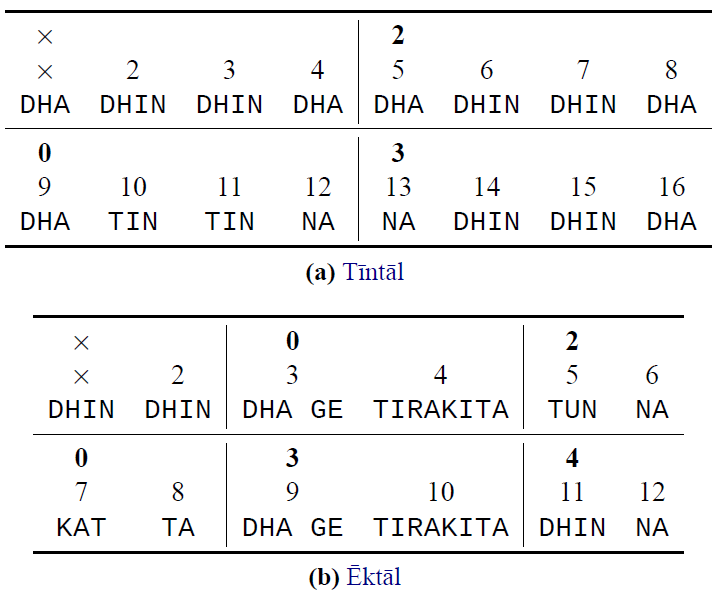 × 2
× 2 3 4 5 6 7 8
DHA DHIN DHIN DHA DHA DHIN DHIN DHA
0 3
9 10 11 12 13 14 15 16
DHA TIN TIN NA NA DHIN DHIN DHA
(a) Tīntāl
× 0 2
× 2 3 4 5 6
DHIN DHIN DHA GE TIRAKITA TUN NA
0 3 4
7 8 9 10 11 12
KAT TA DHA GE TIRAKITA DHIN NA
(b) Ēktāl